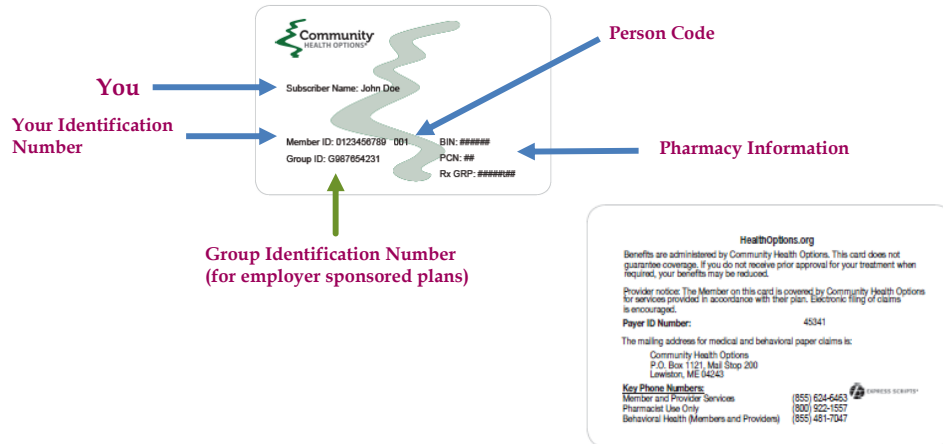 Community
HEALTH OPTIONS®
Person Code
You
Subscriber Name: John Doe
Your Identification
Number
Member ID: 0123456789 001
BIN: ######
Group ID: G987654231
PCN: ##
Rx GRP: #######
Pharmacy Information
Group Identification Number
(for employer sponsored plans)
HealthOptions.org
Benefits are administered by Community Health Options. This card does not
guarantee coverage. If you do not receive prior approval for your treatment when
required, your benefits may be reduced.
Provider notice: The Member on this card is covered by Community Health Options
for services provided in accordance with their plan. Electronic filing of claims
is encouraged.
Payer ID Number: 45341
The mailing address for medical and behavioral paper claims is:
Community Health Options
P.O. Box 1121, Mail Stop 200
Lewiston, ME 04243
Key Phone Numbers:
EXPRESS SCRIPTS®
Member and Provider Services (855) 624-6463
Pharmacist Use Only (800) 922-1557
Behavioral Health (Members and Providers) (855) 481-7047